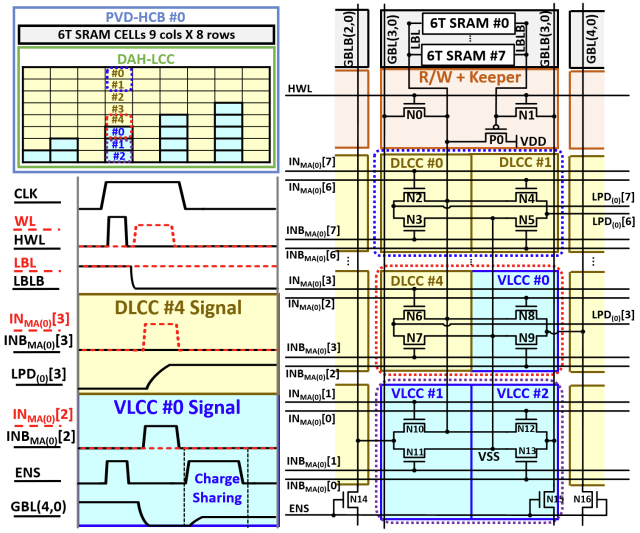 PVD-HCB #0
6T SRAM CELLs 9 cols X 8 rows
DAH-LCC
#0
#1
#2
#3
#4
#0
#1
#2
CLK
WL
HWL
LBL
LBLB
DLCC #4 Signal
IN_MA(0)[3]
INB_MA(0)[3]
LPD_(0)[3]
VLCC #0 Signal
IN_MA(0)[2]
INB_MA(0)[2]
ENS
Charge
Sharing
GBL(4,0)
GBLB(2,0)
GBL(3,0)
LBL
6T SRAM #0
6T SRAM #7
LBLB
GBLB(3,0)
GBL(4,0)
R/W + Keeper
HWL
N0
N1
P0
VDD
IN_MA(0)[7]
DLCC #0
DLCC #1
IN_MA(0)[6]
N2
N4
LPD_(0)[7]
N3
N5
LPD_(0)[6]
INB_MA(0)[7]
INB_MA(0)[6]
IN_MA(0)[3]
DLCC #4
VLCC #0
IN_MA(0)[2]
N6
N8
LPD_(0)[3]
N7
N9
INB_MA(0)[3]
INB_MA(0)[2]
IN_MA(0)[1]
VLCC #1
VLCC #2
IN_MA(0)[0]
N10
N12
N11
N13
VSS
INB_MA(0)[1]
INB_MA(0)[0]
N14
N15
N16
ENS